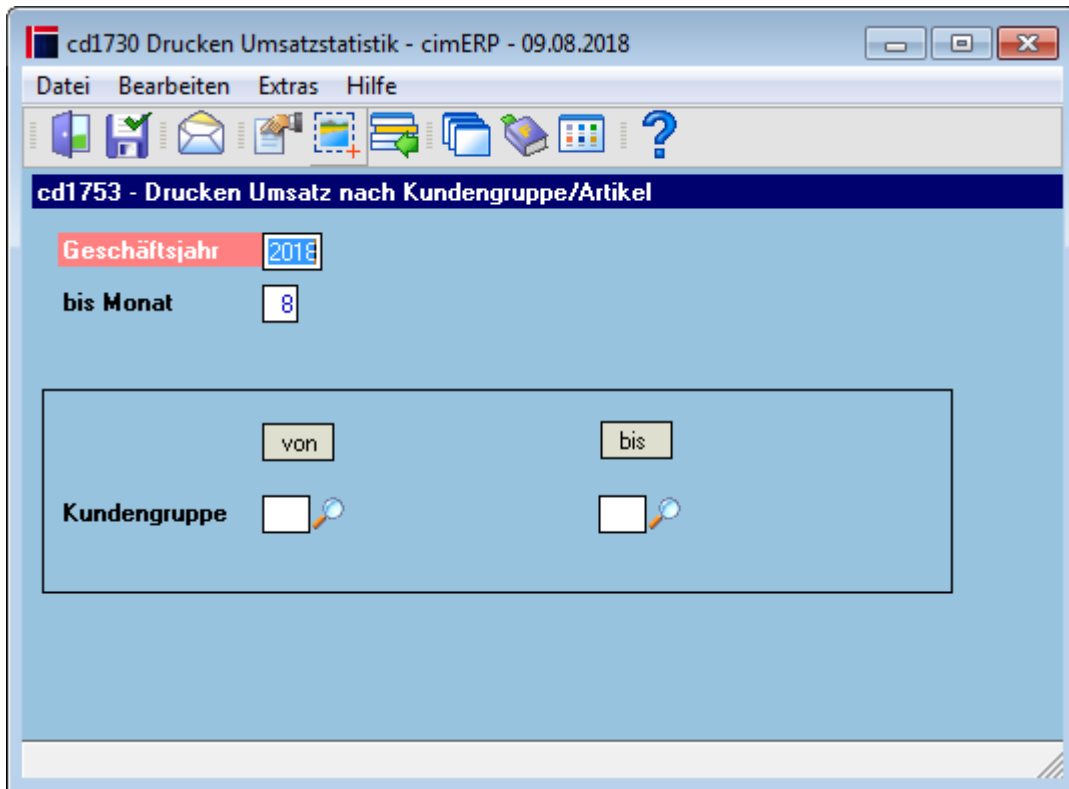 cd1730 Drucken Umsatzstatistik - cimERP - 09.08.2018
Datei Bearbeiten Extras Hilfe
cd1753 - Drucken Umsatz nach Kundengruppe/Artikel
Geschäftsjahr 2018
bis Monat 8
von bis
Kundengruppe